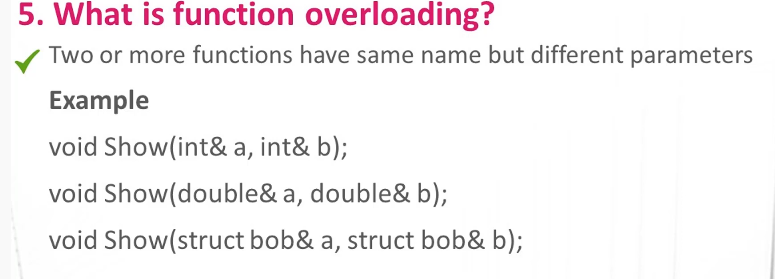 5. What is function overloading?
Two or more functions have same name but different parameters
Example
void Show(int& a, int& b);
void Show(double& a, double& b);
void Show(struct bob& a, struct bob& b);